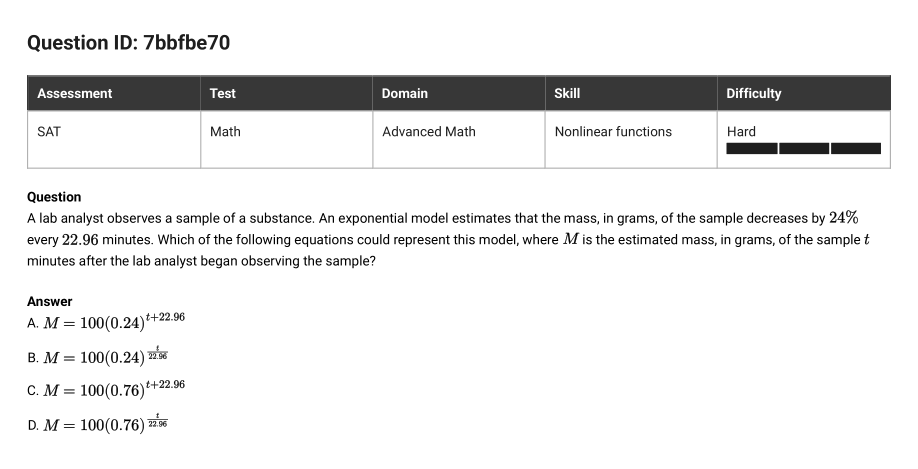 Question ID: 7bbfbe70
Assessment Test Domain Skill Difficulty
SAT Math Advanced Math Nonlinear functions Hard
Question
A lab analyst observes a sample of a substance. An exponential model estimates that the mass, in grams, of the sample decreases by 24%
every 22.96 minutes. Which of the following equations could represent this model, where M is the estimated mass, in grams, of the sample t
minutes after the lab analyst began observing the sample?
Answer
A. M = 100(0.24)^{t+22.96}
B. M = 100(0.24)^{\frac{t}{22.96}}
C. M = 100(0.76)^{t+22.96}
D. M = 100(0.76)^{\frac{t}{22.96}}